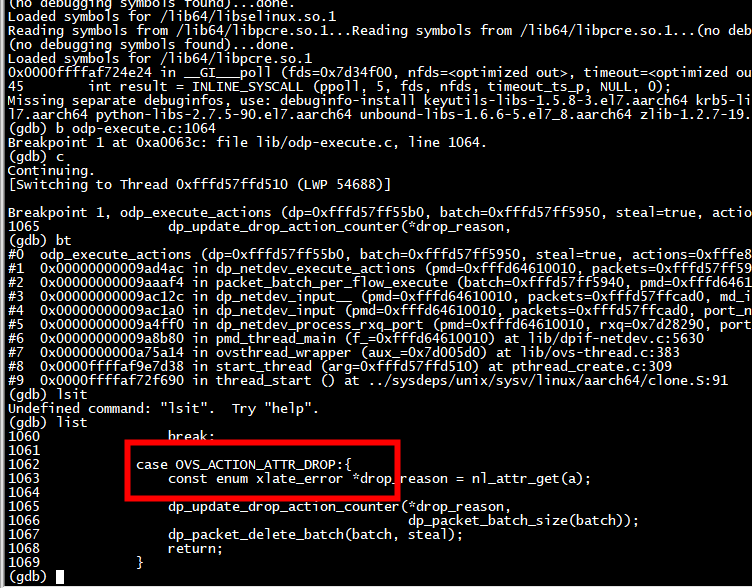 (no debugging symbols found)...done.
Loaded symbols for /lib64/libselinux.so.1
Reading symbols from /lib64/libpcre.so.1...Reading symbols from /lib64/libpcre.so.1...(no deb
(no debugging symbols found)...done.
Loaded symbols for /lib64/libpcre.so.1
0x0000ffffaf724e24 in __GI___poll (fds=0x7d34f00, nfds=<optimized out>, timeout=<optimized ou
45      int result = INLINE_SYSCALL (ppoll, 5, fds, nfds, timeout_ts_p, NULL, 0);
Missing separate debuginfos, use: debuginfo-install keyutils-libs-1.5.8-3.el7.aarch64 krb5-li
l7.aarch64 python-libs-2.7.5-90.el7.aarch64 unbound-libs-1.6.6-5.el7_8.aarch64 zlib-1.2.7-19.
(gdb) b odp-execute.c:1064
Breakpoint 1 at 0xa0063c: file lib/odp-execute.c, line 1064.
(gdb) c
Continuing.
[Switching to Thread 0xfffd57ffd510 (LWP 54688)]
Breakpoint 1, odp_execute_actions (dp=0xfffd57ff55b0, batch=0xfffd57ff5950, steal=true, actio
1065                dp_update_drop_action_counter(*drop_reason,
(gdb) bt
#0  odp_execute_actions (dp=0xfffd57ff55b0, batch=0xfffd57ff5950, steal=true, actions=0xfffe8
#1  0x00000000009ad4ac in dp_netdev_execute_actions (pmd=0xfffd64610010, packets=0xfffd57ff59
#2  0x00000000009aaaf4 in packet_batch_per_flow_execute (batch=0xfffd57ff5940, pmd=0xfffd6461
#3  0x00000000009ac12c in dp_netdev_input__ (pmd=0xfffd64610010, packets=0xfffd57ffcad0, md_i
#4  0x00000000009ac1a0 in dp_netdev_input (pmd=0xfffd64610010, packets=0xfffd57ffcad0, port_n
#5  0x00000000009a4ff0 in dp_netdev_process_rxq_port (pmd=0xfffd64610010, rxq=0x7d28290, port
#6  0x00000000009a8b80 in pmd_thread_main (f_=0xfffd64610010) at lib/dpif-netdev.c:5630
#7  0x0000000000a75a14 in ovsthread_wrapper (aux_=0x7d005d0) at lib/ovs-thread.c:383
#8  0x0000ffffaf9e7d38 in start_thread (arg=0xfffd57ffd510) at pthread_create.c:309
#9  0x0000ffffaf72f690 in thread_start () at ../sysdeps/unix/sysv/linux/aarch64/clone.S:91
(gdb) lsit
Undefined command: "lsit".  Try "help".
(gdb) list
1060                break;
1061
1062            case OVS_ACTION_ATTR_DROP:{
1063                const enum xlate_error *drop_reason = nl_attr_get(a);
1064
1065                dp_update_drop_action_counter(*drop_reason,
1066                                              dp_packet_batch_size(batch));
1067                dp_packet_delete_batch(batch, steal);
1068                return;
1069            }
(gdb)